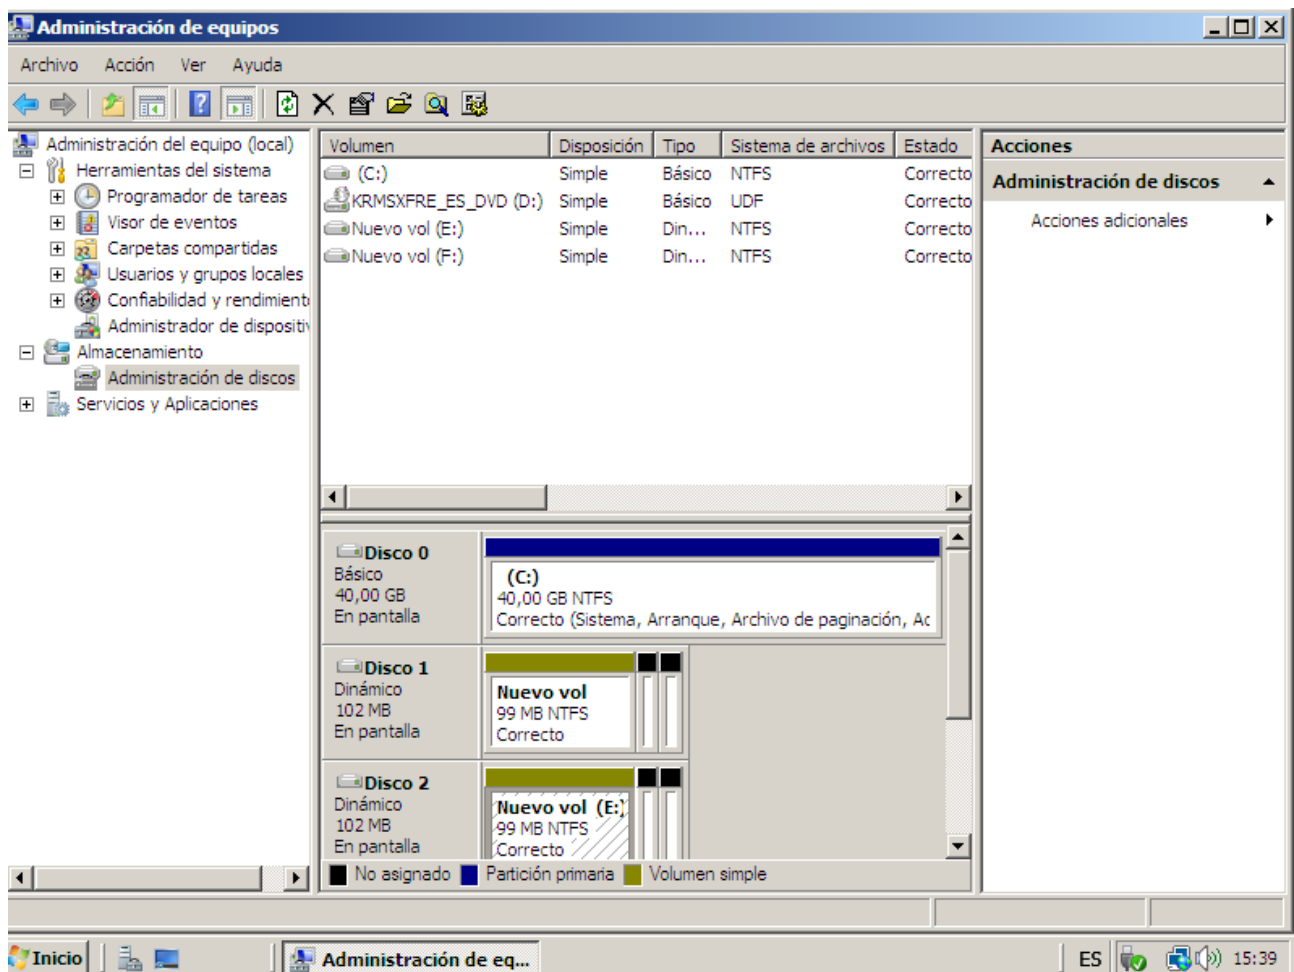 Administración de equipos
Archivo Acción Ver Ayuda
Administración del equipo (local)
Herramientas del sistema
Programador de tareas
Visor de eventos
Carpetas compartidas
Usuarios y grupos locales
Confiabilidad y rendimient
Administrador de dispositiv
Almacenamiento
Administración de discos
Servicios y Aplicaciones
Volumen Disposición Tipo Sistema de archivos Estado
(C:) Simple Básico NTFS Correcto
KRMSXFRE_ES_DVD (D:) Simple Básico UDF Correcto
Nuevo vol (E:) Simple Din... NTFS Correcto
Nuevo vol (F:) Simple Din... NTFS Correcto
Disco 0
Básico
40,00 GB
En pantalla
(C:)
40,00 GB NTFS
Correcto (Sistema, Arranque, Archivo de paginación, Ac
Disco 1
Dinámico
102 MB
En pantalla
Nuevo vol
99 MB NTFS
Correcto
Disco 2
Dinámico
102 MB
En pantalla
Nuevo vol (E:)
99 MB NTFS
Correcto
No asignado Partición primaria Volumen simple
Acciones
Administración de discos
Acciones adicionales
Inicio Administración de eq... ES 15:39